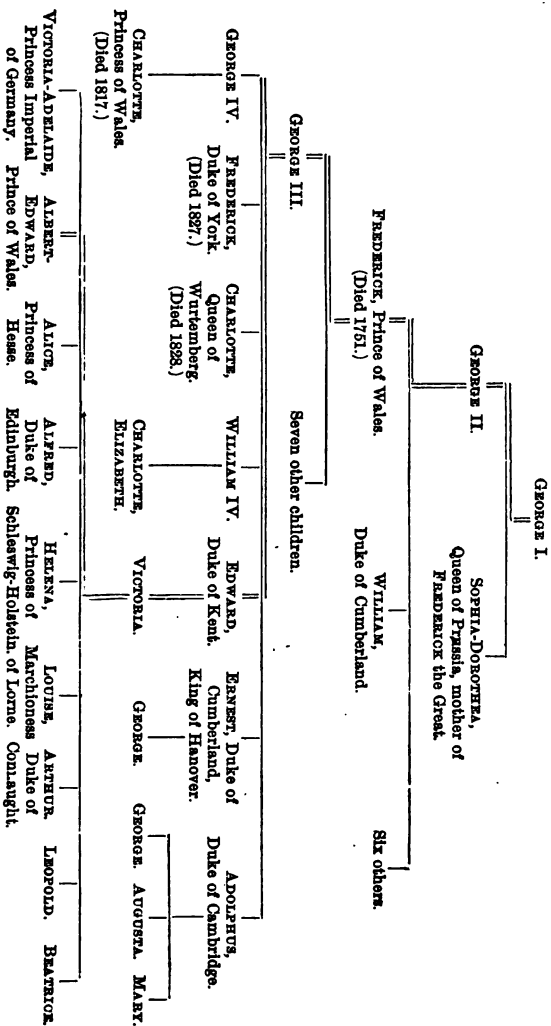 GEORGE I.
GEORGE II.
SOPHIA-DOROTHEA,
Queen of Prussia, mother of
FREDERICK the Great.
FREDERICK, Prince of Wales.
(Died 1751.)
WILLIAM,
Duke of Cumberland.
Six others.
GEORGE III.
Seven other children.
GEORGE IV.
FREDERICK,
Duke of York.
(Died 1827.)
CHARLOTTE,
Queen of
Wurtemberg.
(Died 1828.)
WILLIAM IV.
EDWARD,
Duke of Kent.
ERNEST, Duke of
Cumberland,
King of Hanover.
ADOLPHUS,
Duke of Cambridge.
CHARLOTTE,
Princess of Wales.
(Died 1817.)
CHARLOTTE,
ELIZABETH.
VICTORIA.
GEORGE.
GEORGE. AUGUSTA. MARY.
VICTORIA-ADELAIDE,
Princess Imperial
of Germany.
ALBERT-
EDWARD,
Prince of Wales.
ALICE,
Princess of
Hesse.
ALFRED,
Duke of
Edinburgh.
HELENA,
Princess of
Schleswig-Holstein.
LOUISE,
Marchioness
of Lorne.
ARTHUR.
Duke of
Connaught.
LEOPOLD.
BEATRICE.